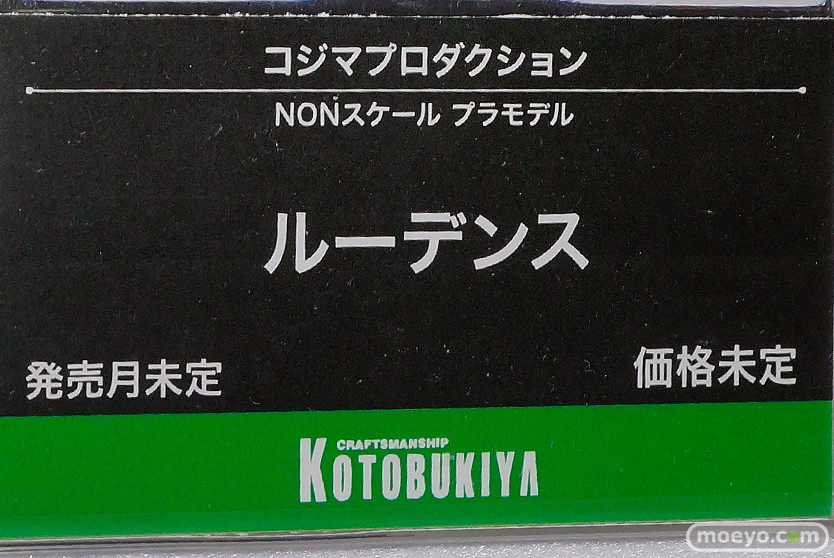 コジマプロダクション
NONスケール プラモデル
ルーデンス
発売月未定
価格未定
CRAFTSMANSHIP
KOTOBUKIYA
moeyo.com